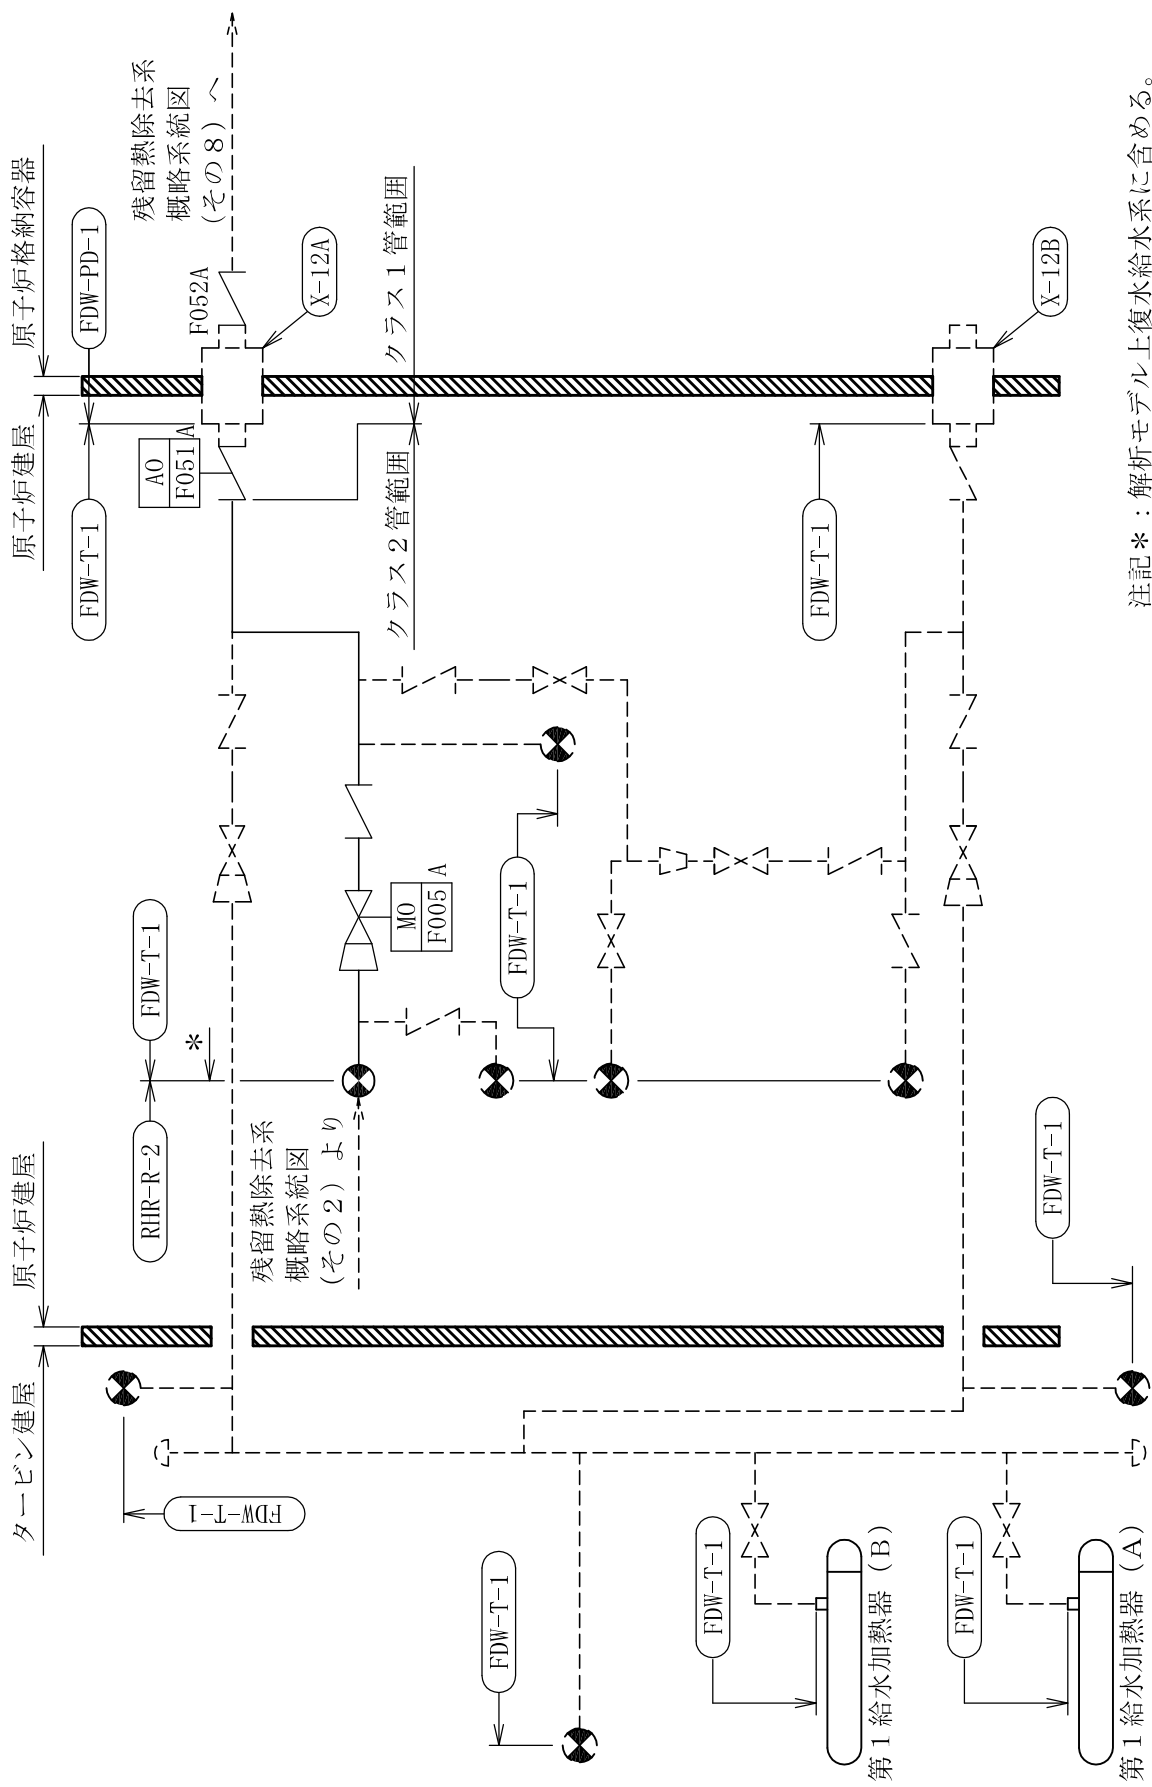 タービン建屋
原子炉建屋
原子炉建屋
原子炉格納容器
FDW-T-1
RHR-R-2
FDW-T-1
*
FDW-T-1
FDW-PD-1
AO
F051
A
F052A
残留熱除去系
概略系統図
(その8) へ
X-12A
残留熱除去系
概略系統図
(その2) より
MO
F005
A
クラス2管範囲
クラス1管範囲
FDW-T-1
FDW-T-1
FDW-T-1
X-12B
FDW-T-1
第1給水加熱器 (B)
FDW-T-1
FDW-T-1
第1給水加熱器 (A)
注記*:解析モデル上復水給水系に含める。